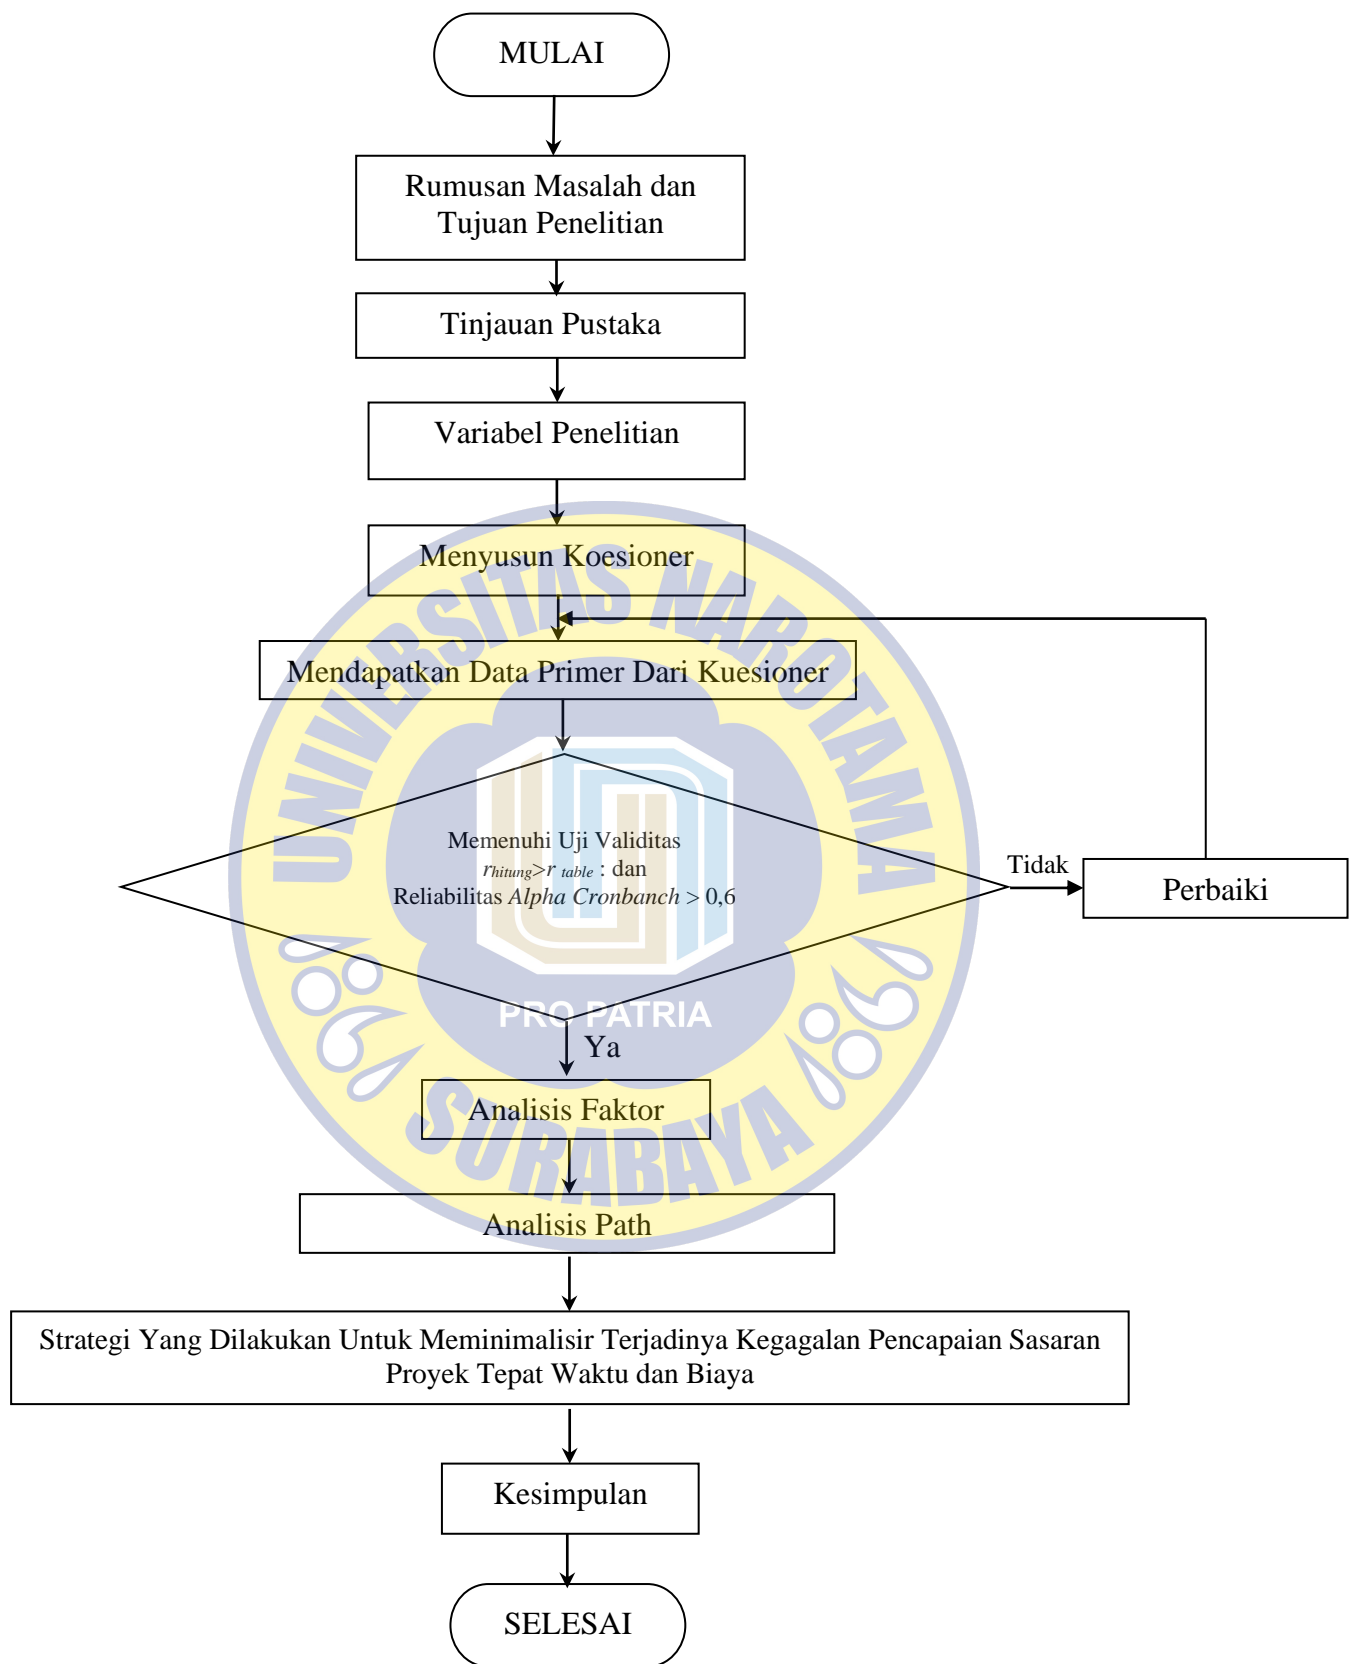 MULAI
Rumusan Masalah dan
Tujuan Penelitian
Tinjauan Pustaka
Variabel Penelitian
Menyusun Koesioner
UNIVERSITAS NAROTAMA
Mendapatkan Data Primer Dari Kuesioner
Memenuhi Uji Validitas
rhitung>r table : dan
Reliabilitas Alpha Cronbanch > 0,6
Tidak
Perbaiki
PRO PATRIA
Ya
Analisis Faktor
SURABAYA
Analisis Path
Strategi Yang Dilakukan Untuk Meminimalisir Terjadinya Kegagalan Pencapaian Sasaran
Proyek Tepat Waktu dan Biaya
Kesimpulan
SELESAI